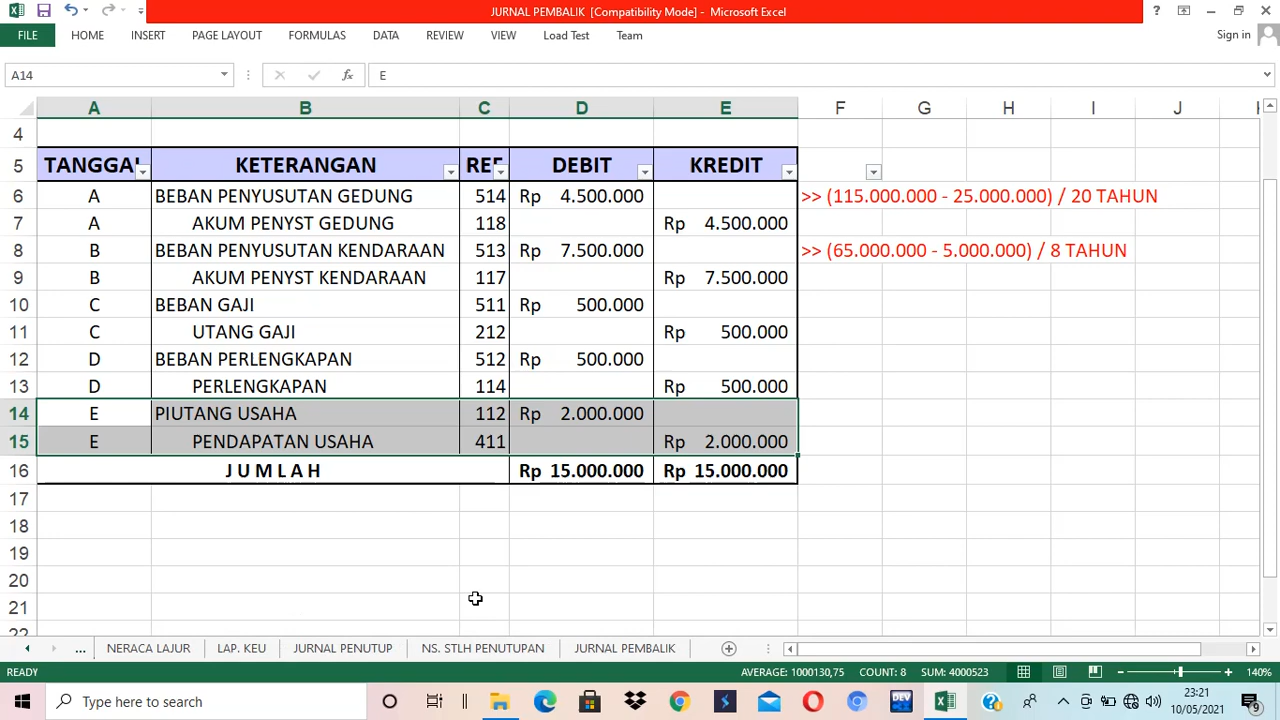 JURNAL PEMBALIK [Compatibility Mode] - Microsoft Excel
FILE HOME INSERT PAGE LAYOUT FORMULAS DATA REVIEW VIEW Load Test Team Sign in
A14 fx E
A B C D E F G H I J
4
5 TANGGAL KETERANGAN REF DEBIT KREDIT
6 A BEBAN PENYUSUTAN GEDUNG 514 Rp 4.500.000 >> (115.000.000 - 25.000.000) / 20 TAHUN
7 A AKUM PENYST GEDUNG 118 Rp 4.500.000
8 B BEBAN PENYUSUTAN KENDARAAN 513 Rp 7.500.000 >> (65.000.000 - 5.000.000) / 8 TAHUN
9 B AKUM PENYST KENDARAAN 117 Rp 7.500.000
10 C BEBAN GAJI 511 Rp 500.000
11 C UTANG GAJI 212 Rp 500.000
12 D BEBAN PERLENGKAPAN 512 Rp 500.000
13 D PERLENGKAPAN 114 Rp 500.000
14 E PIUTANG USAHA 112 Rp 2.000.000
15 E PENDAPATAN USAHA 411 Rp 2.000.000
16 J U M L A H Rp 15.000.000 Rp 15.000.000
17
18
19
20
21
22
... NERACA LAJUR LAP. KEU JURNAL PENUTUP NS. STLH PENUTUPAN JURNAL PEMBALIK
READY AVERAGE: 1000130,75 COUNT: 8 SUM: 4000523 140%
Type here to search DEV 23:21
10/05/2021 9